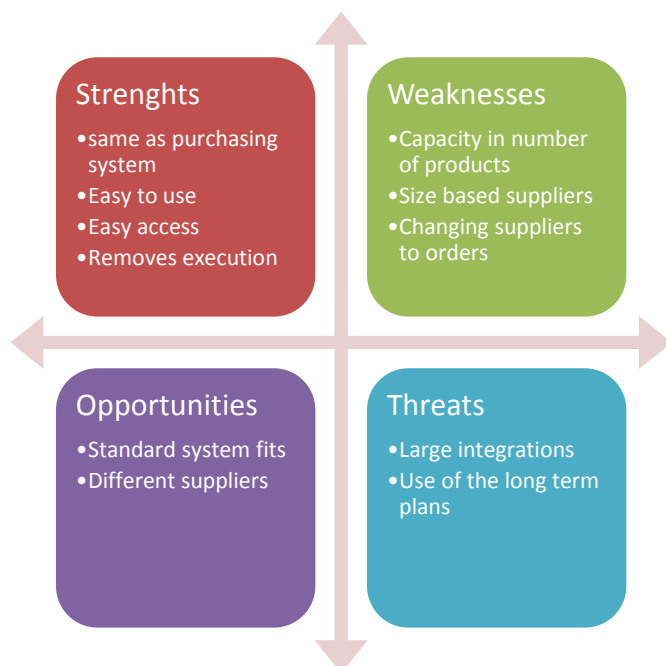 Strenghts
•same as purchasing
system
•Easy to use
•Easy access
•Removes execution
Weaknesses
•Capacity in number
of products
•Size based suppliers
•Changing suppliers
to orders
Opportunities
•Standard system fits
•Different suppliers
Threats
•Large integrations
•Use of the long term
plans